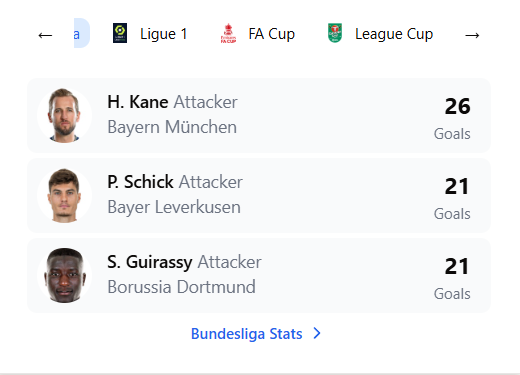 ← a Ligue 1 FA Cup League Cup →
H. Kane Attacker
Bayern München
26
Goals
P. Schick Attacker
Bayer Leverkusen
21
Goals
S. Guirassy Attacker
Borussia Dortmund
21
Goals
Bundesliga Stats >